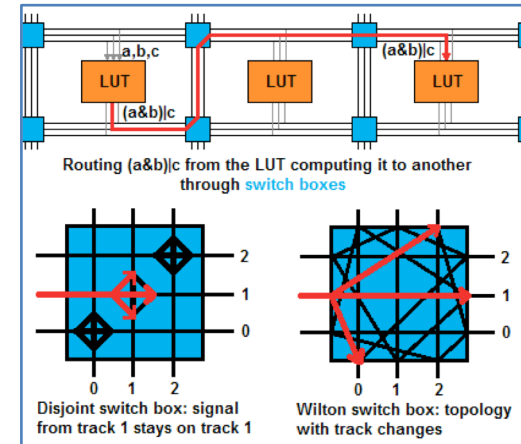 a,b,c
(a&b)|c
LUT
LUT
LUT
(a&b)|c
Routing (a&b)|c from the LUT computing it to another
through switch boxes
2
1
0
0 1 2
Disjoint switch box: signal
from track 1 stays on track 1
2
1
0
0 1 2
Wilton switch box: topology
with track changes